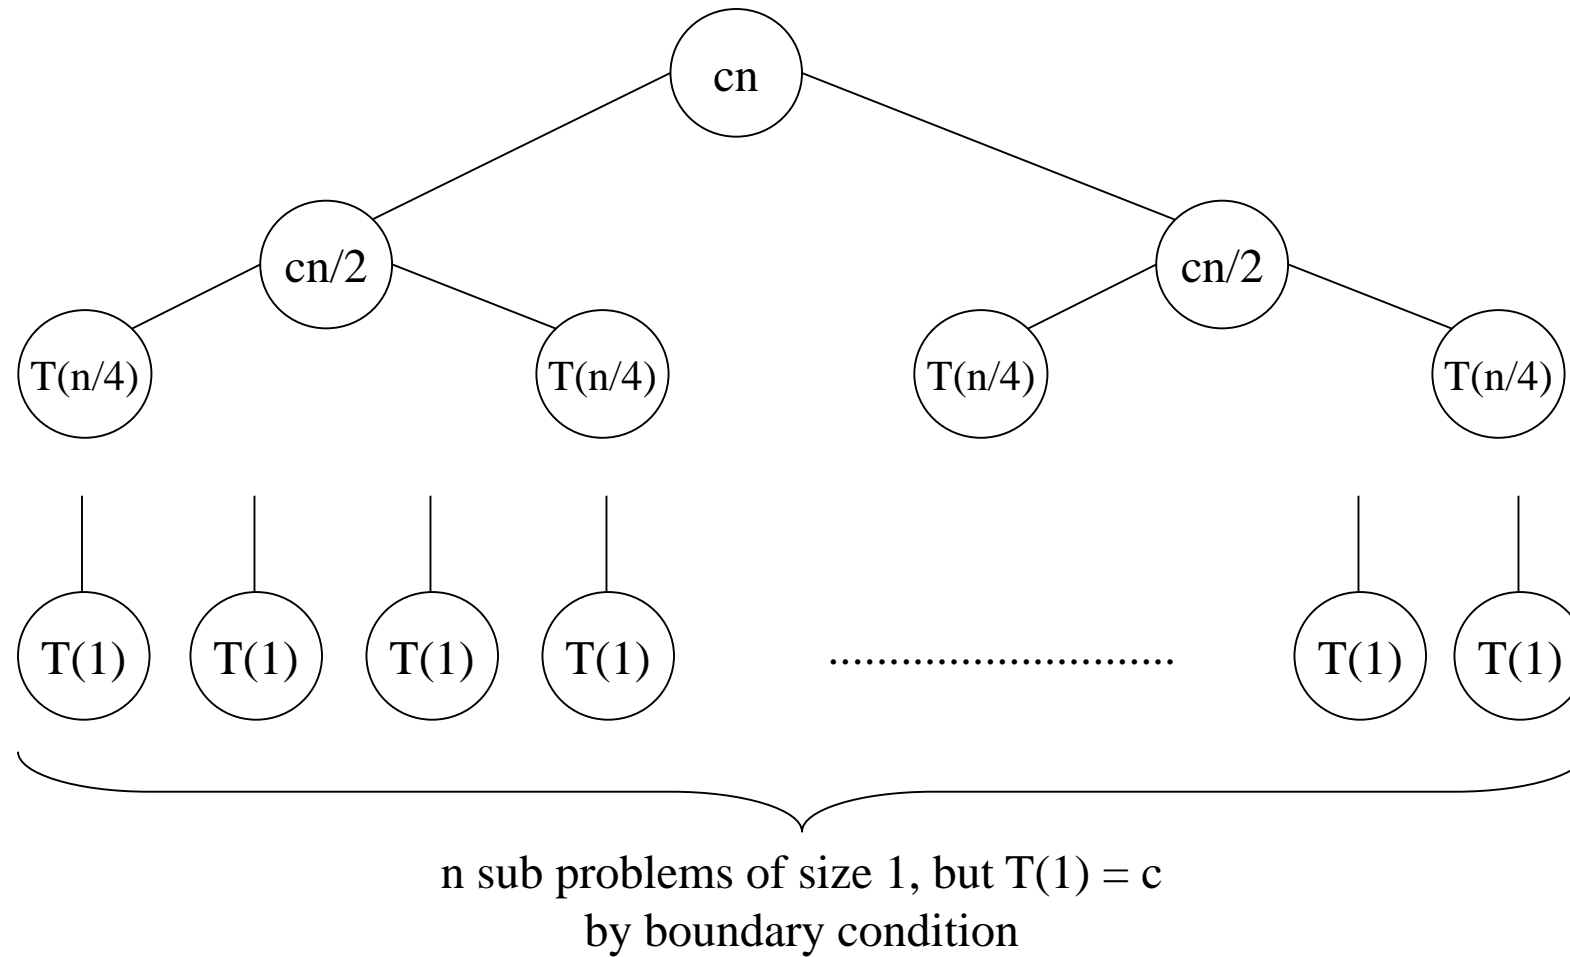 cn
cn/2 cn/2
T(n/4) T(n/4) T(n/4) T(n/4)
T(1) T(1) T(1) T(1) ............................. T(1) T(1)
n sub problems of size 1, but T(1) = c
by boundary condition